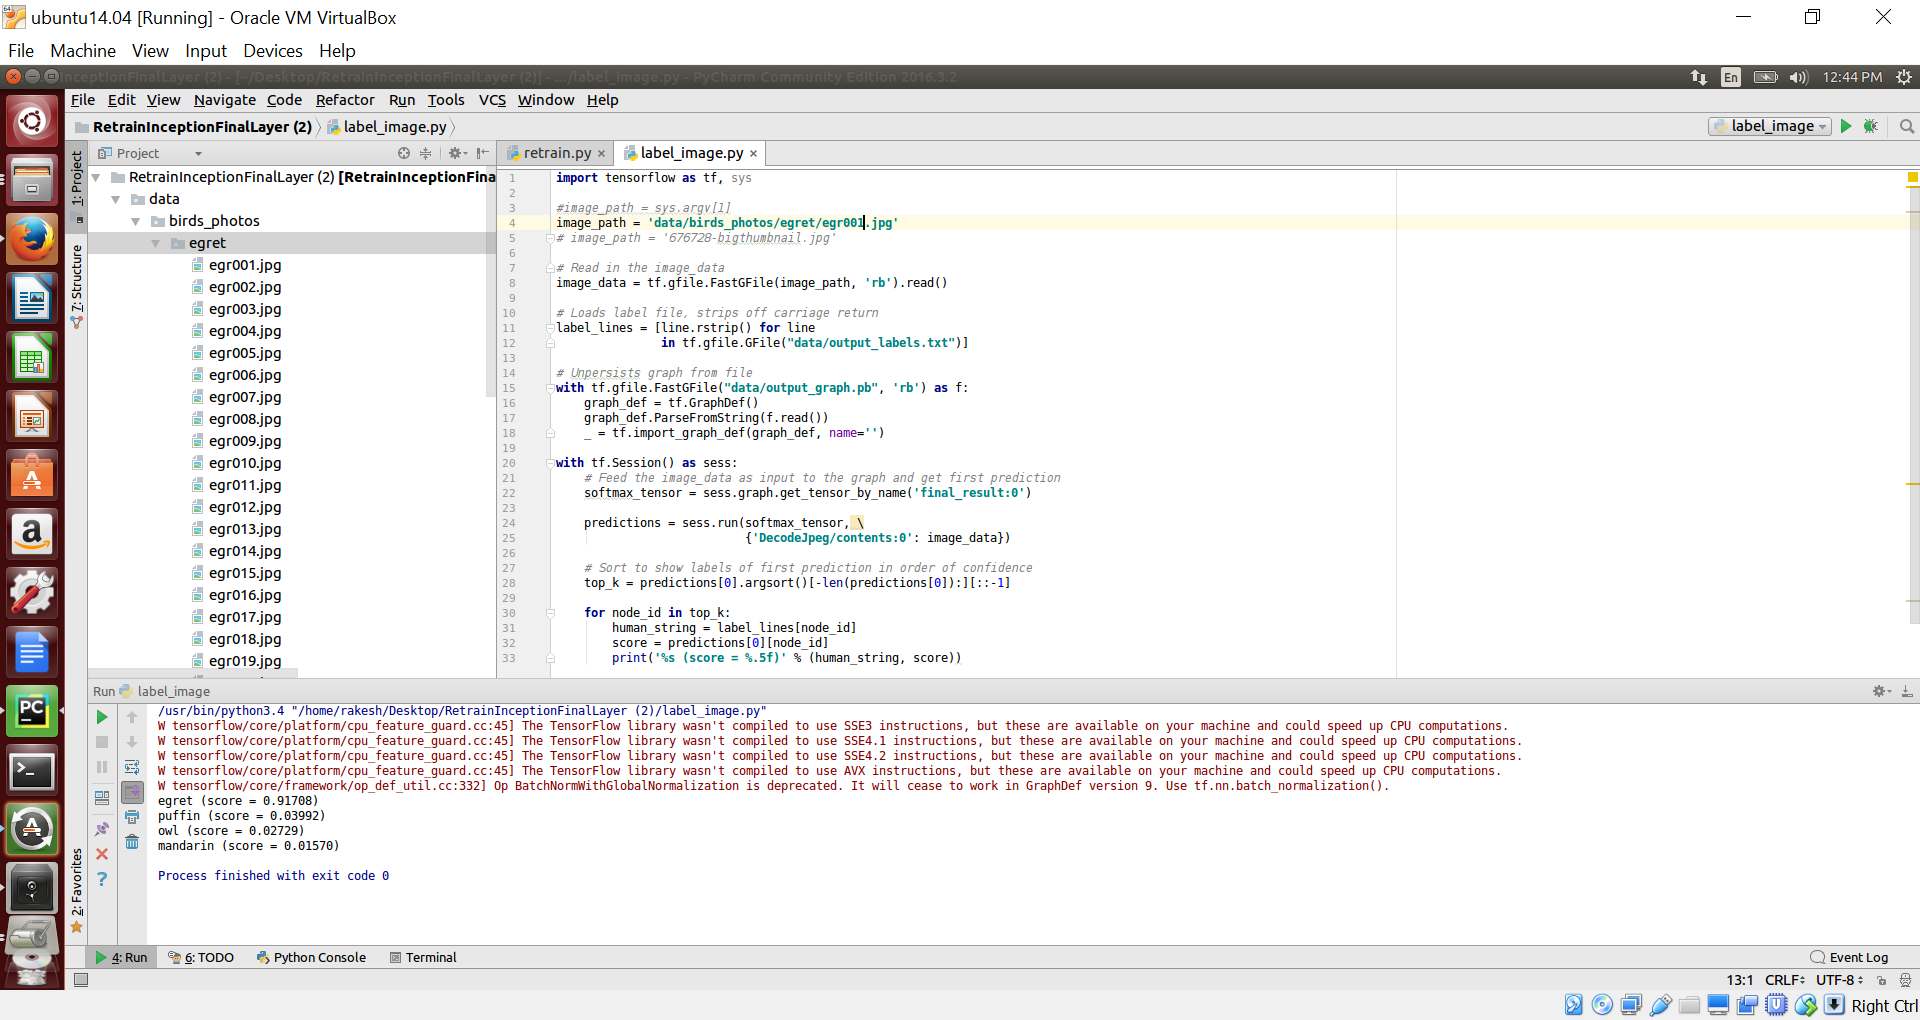 ubuntu14.04 [Running] - Oracle VM VirtualBox
File Machine View Input Devices Help
InceptionFinalLayer (2) - [~/Desktop/RetrainInceptionFinalLayer (2)] - .../label_image.py - PyCharm Community Edition 2016.3.2
En
12:44 PM
File Edit View Navigate Code Refactor Run Tools VCS Window Help
RetrainInceptionFinalLayer (2) label_image.py
label_image
Project
retrain.py
label_image.py
1: Project
7: Structure
2: Favorites
RetrainInceptionFinalLayer (2) [RetrainInceptionFina
data
birds_photos
egret
egr001.jpg
egr002.jpg
egr003.jpg
egr004.jpg
egr005.jpg
egr006.jpg
egr007.jpg
egr008.jpg
egr009.jpg
egr010.jpg
egr011.jpg
egr012.jpg
egr013.jpg
egr014.jpg
egr015.jpg
egr016.jpg
egr017.jpg
egr018.jpg
egr019.jpg
1 import tensorflow as tf, sys
2
3 #image_path = sys.argv[1]
4 image_path = 'data/birds_photos/egret/egr001.jpg'
5 # image_path = '676728-bigthumbnail.jpg'
6
7 # Read in the image_data
8 image_data = tf.gfile.FastGFile(image_path, 'rb').read()
9
10 # Loads label file, strips off carriage return
11 label_lines = [line.rstrip() for line
12 in tf.gfile.GFile("data/output_labels.txt")]
13
14 # Unpersists graph from file
15 with tf.gfile.FastGFile("data/output_graph.pb", 'rb') as f:
16 graph_def = tf.GraphDef()
17 graph_def.ParseFromString(f.read())
18 _ = tf.import_graph_def(graph_def, name='')
19
20 with tf.Session() as sess:
21 # Feed the image_data as input to the graph and get first prediction
22 softmax_tensor = sess.graph.get_tensor_by_name('final_result:0')
23
24 predictions = sess.run(softmax_tensor, \
25 {'DecodeJpeg/contents:0': image_data})
26
27 # Sort to show labels of first prediction in order of confidence
28 top_k = predictions[0].argsort()[-len(predictions[0]):][::-1]
29
30 for node_id in top_k:
31 human_string = label_lines[node_id]
32 score = predictions[0][node_id]
33 print('%s (score = %.5f)' % (human_string, score))
Run label_image
/usr/bin/python3.4 "/home/rakesh/Desktop/RetrainInceptionFinalLayer (2)/label_image.py"
W tensorflow/core/platform/cpu_feature_guard.cc:45] The TensorFlow library wasn't compiled to use SSE3 instructions, but these are available on your machine and could speed up CPU computations.
W tensorflow/core/platform/cpu_feature_guard.cc:45] The TensorFlow library wasn't compiled to use SSE4.1 instructions, but these are available on your machine and could speed up CPU computations.
W tensorflow/core/platform/cpu_feature_guard.cc:45] The TensorFlow library wasn't compiled to use SSE4.2 instructions, but these are available on your machine and could speed up CPU computations.
W tensorflow/core/platform/cpu_feature_guard.cc:45] The TensorFlow library wasn't compiled to use AVX instructions, but these are available on your machine and could speed up CPU computations.
W tensorflow/core/framework/op_def_util.cc:332] Op BatchNormWithGlobalNormalization is deprecated. It will cease to work in GraphDef version 9. Use tf.nn.batch_normalization().
egret (score = 0.91708)
puffin (score = 0.03992)
owl (score = 0.02729)
mandarin (score = 0.01570)
Process finished with exit code 0
4: Run 6: TODO Python Console Terminal
Event Log
13:1 CRLF UTF-8
Right Ctrl